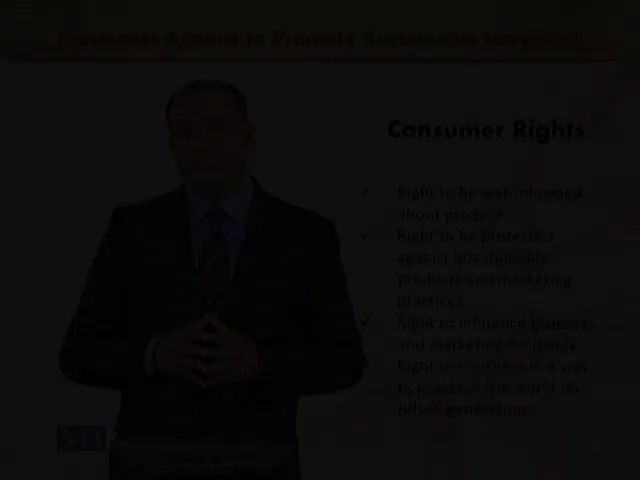 Consumer Actions to Promote Sustainable Marketing
Consumer Rights
Right to be well-informed
about product
Right to be protected
against questionable
products and marketing
practices
Right to influence products
and marketing
Right to consume in a way
to preserve the world for
future generations